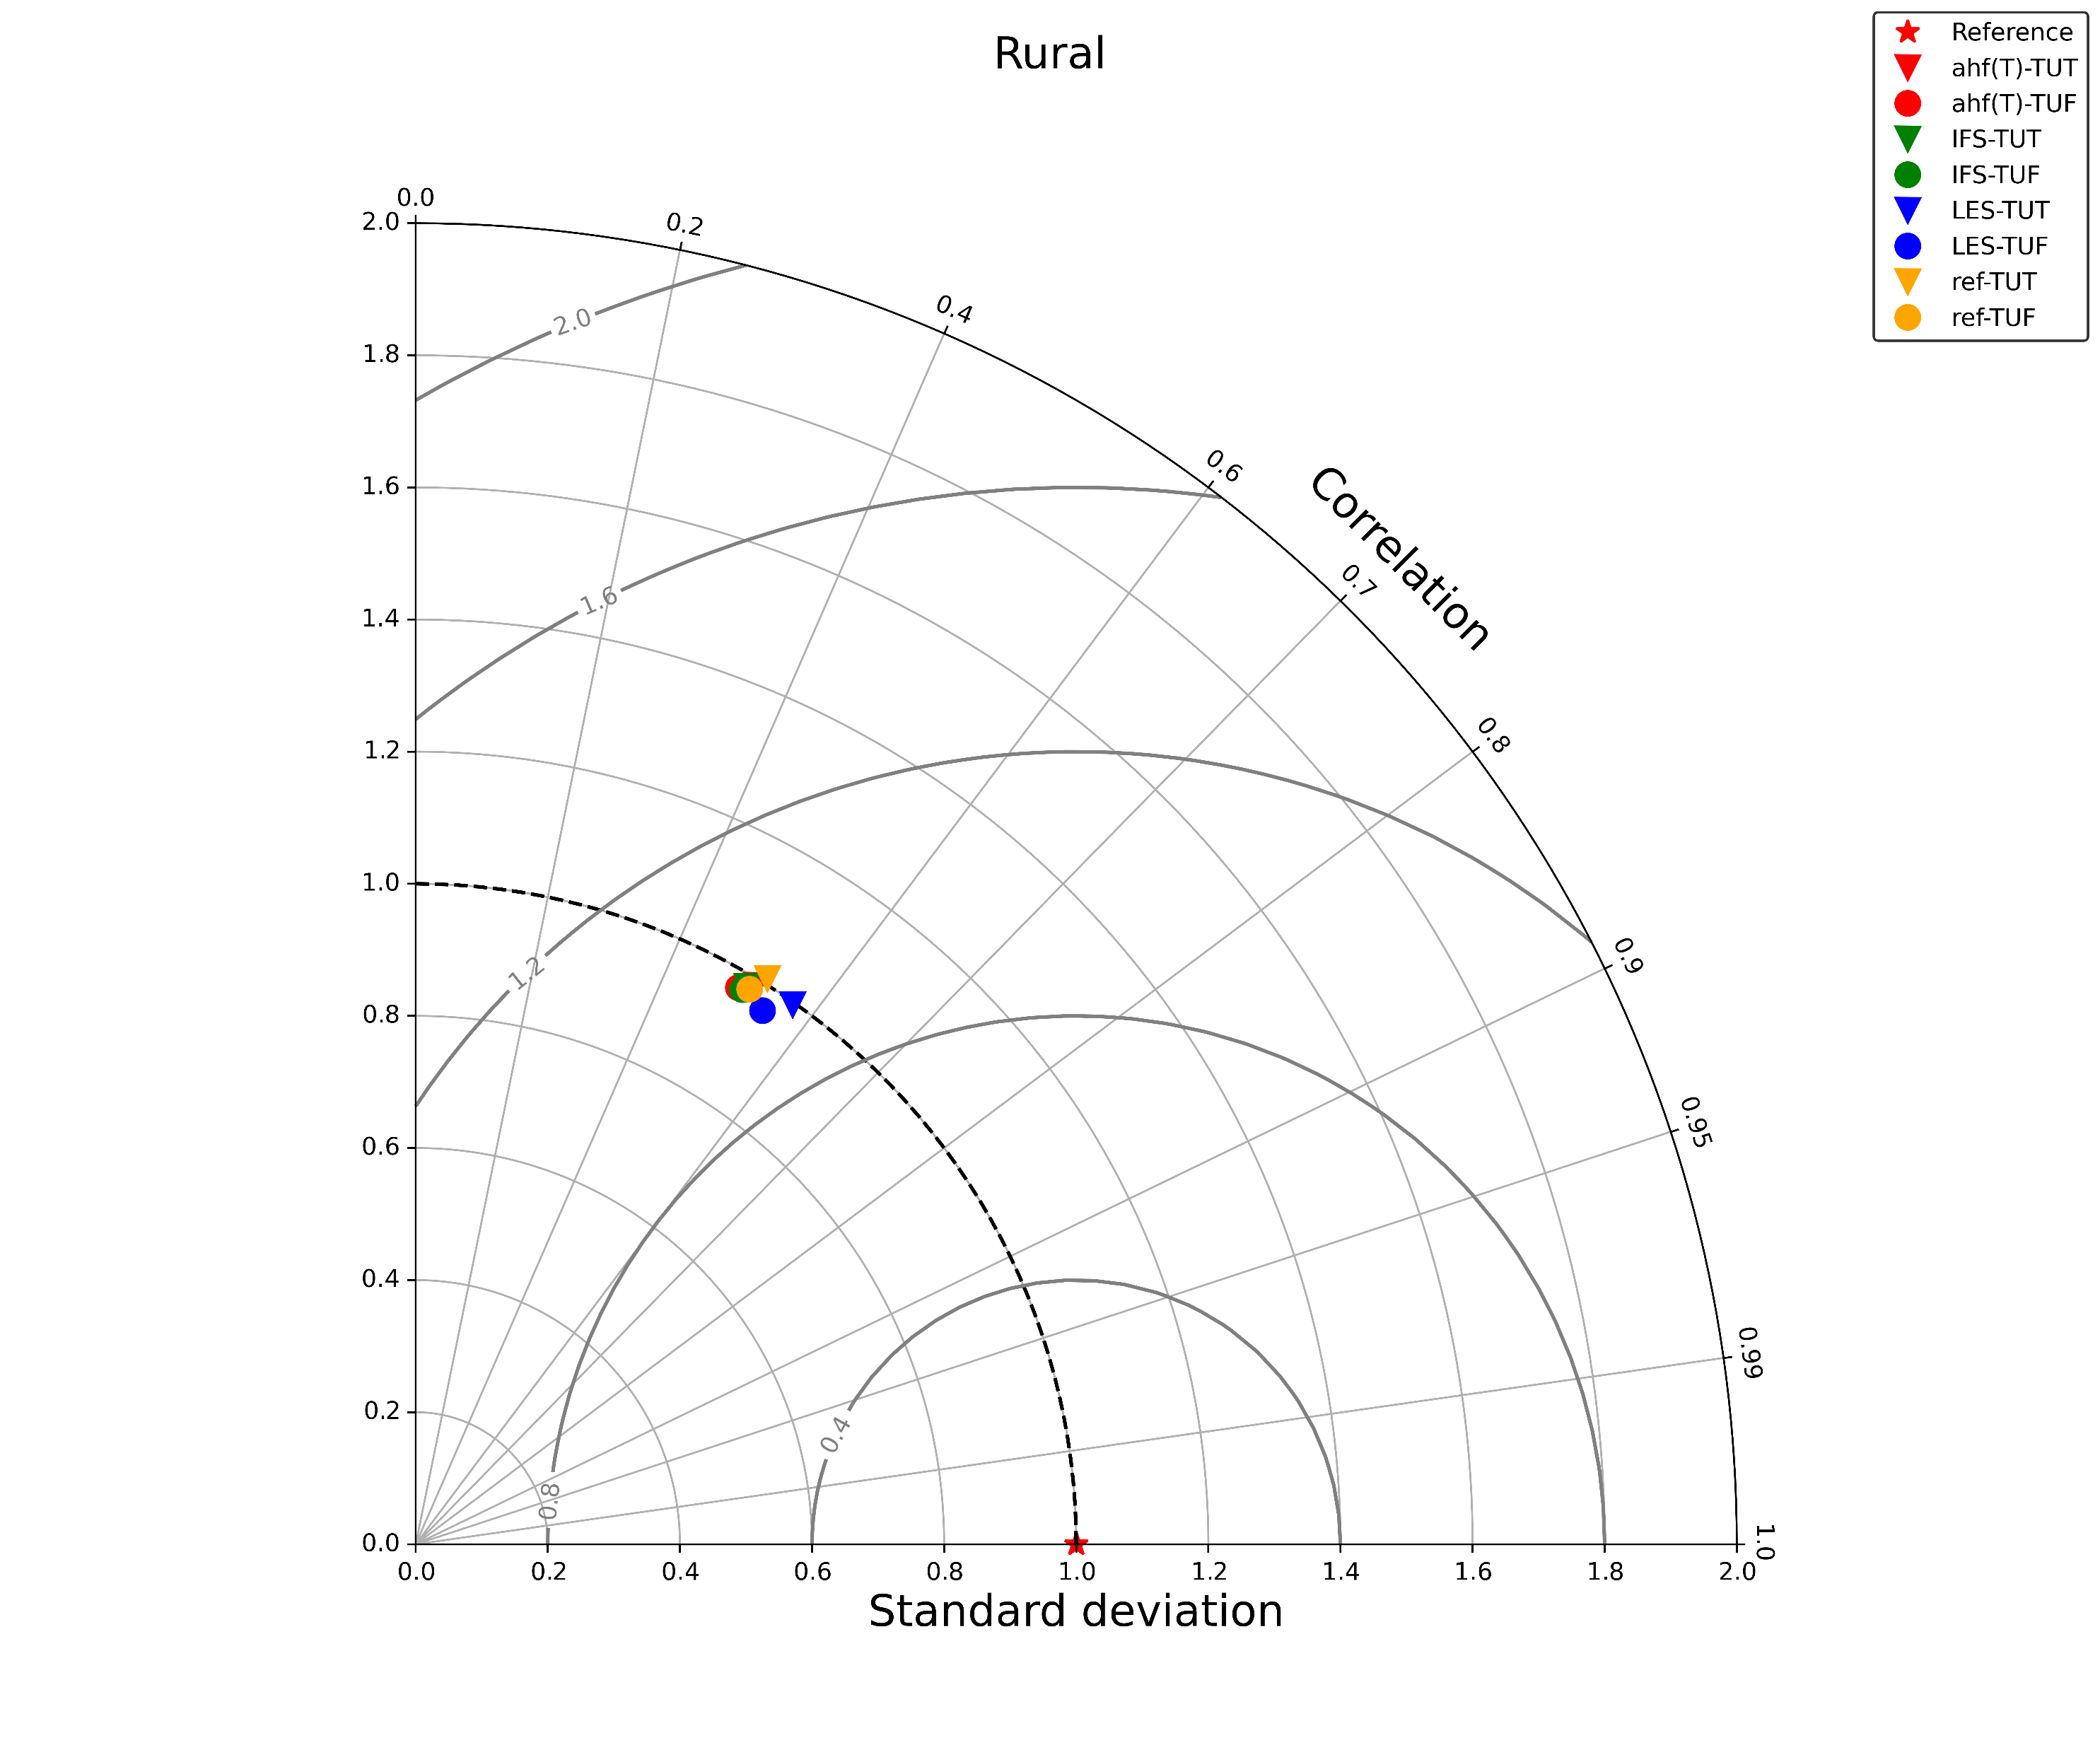 Rural
Reference
ahf(T)-TUT
ahf(T)-TUF
IFS-TUT
IFS-TUF
LES-TUT
LES-TUF
ref-TUT
ref-TUF
0.0
0.2
0.4
0.6
0.7
0.8
0.9
0.95
0.99
1.0
Correlation
2.0
1.8
1.6
1.4
1.2
1.0
0.8
0.6
0.4
0.2
0.0
2.0
1.6
1.2
0.8
0.4
0.0 0.2 0.4 0.6 0.8 1.0 1.2 1.4 1.6 1.8 2.0
Standard deviation